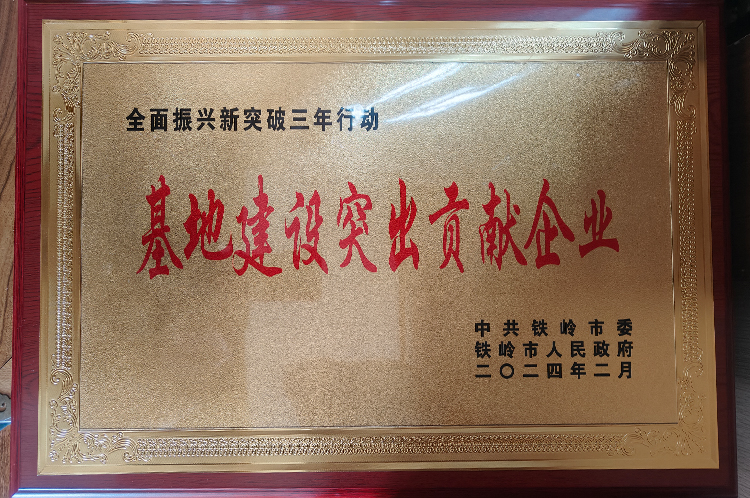 全面振兴新突破三年行动
基地建设突出贡献企业
中共铁岭市委
铁岭市人民政府
二〇二四年二月